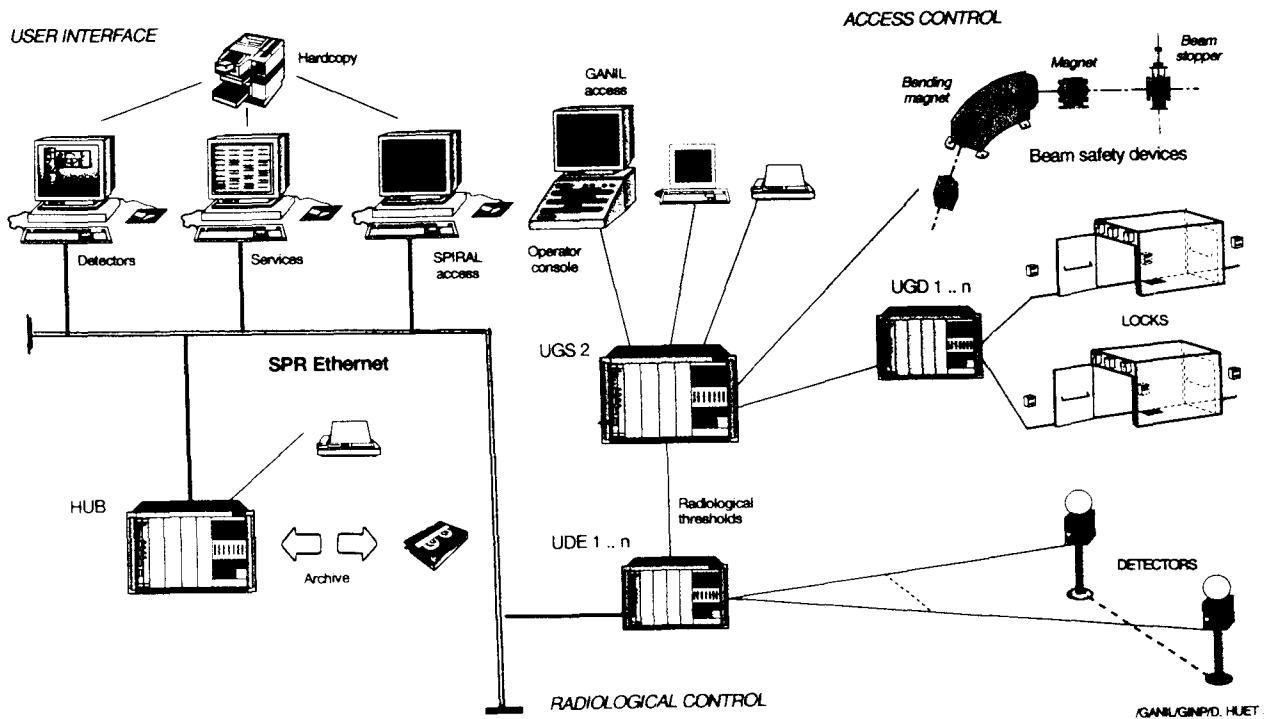 USER INTERFACE
ACCESS CONTROL
Hardcopy
GANIL
access
Bending
magnet
Magnet
Beam
stopper
Beam safety devices
Detectors
Services
SPIRAL
access
Operator
console
UGD 1 .. n
LOCKS
SPR Ethernet
UGS 2
HUB
Archive
Radiological
thresholds
UDE 1 .. n
DETECTORS
RADIOLOGICAL CONTROL
/GANIL/GINP/D. HUET